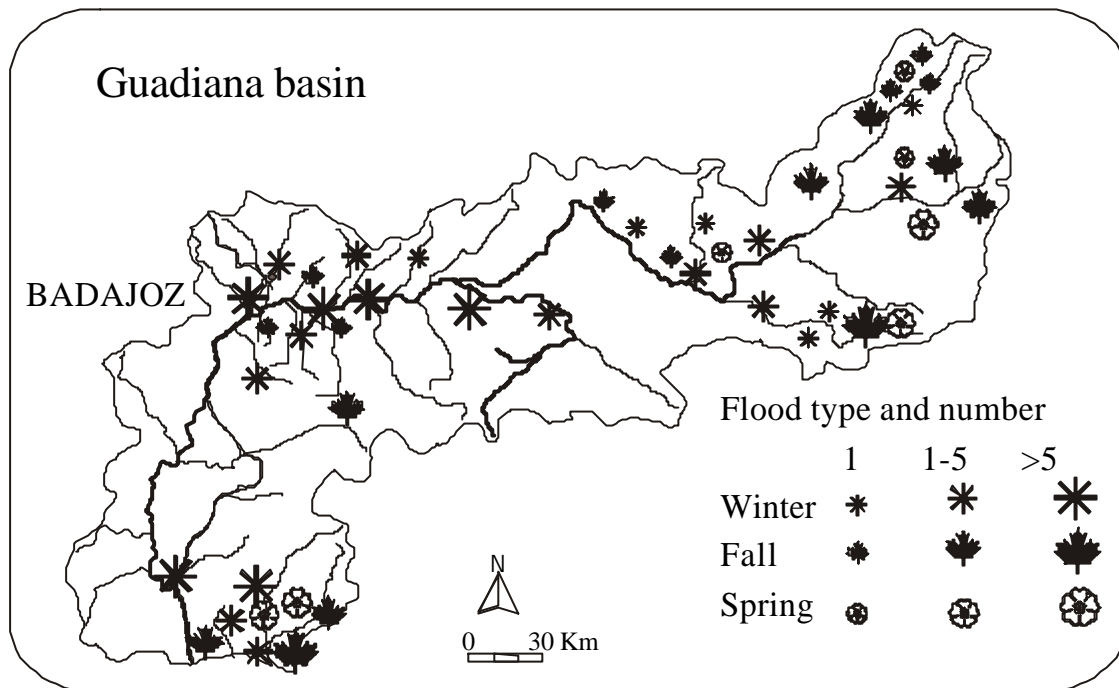 Guadiana basin
BADAJOZ
Flood type and number
1 1-5 >5
Winter
Fall
Spring
N
0 30 Km